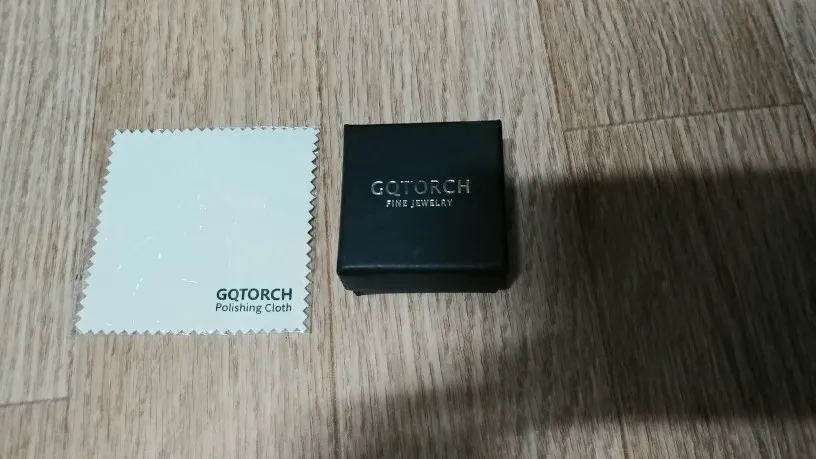 GQTORCH
Polishing Cloth
GQTORCH
FINE JEWELRY